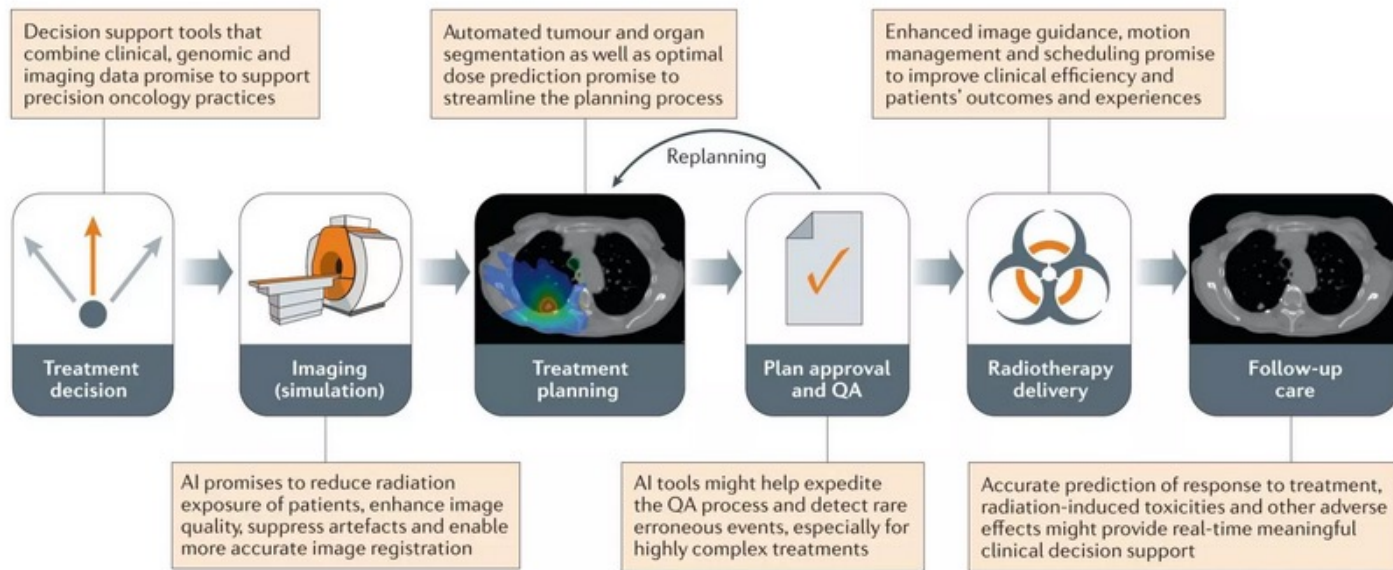 Decision support tools that
combine clinical, genomic and
imaging data promise to support
precision oncology practices
Automated tumour and organ
segmentation as well as optimal
dose prediction promise to
streamline the planning process
Enhanced image guidance, motion
management and scheduling promise
to improve clinical efficiency and
patients' outcomes and experiences
Replanning
Treatment
decision
Imaging
(simulation)
Treatment
planning
Plan approval
and QA
Radiotherapy
delivery
Follow-up
care
AI promises to reduce radiation
exposure of patients, enhance image
quality, suppress artefacts and enable
more accurate image registration
AI tools might help expedite
the QA process and detect rare
erroneous events, especially for
highly complex treatments
Accurate prediction of response to treatment,
radiation-induced toxicities and other adverse
effects might provide real-time meaningful
clinical decision support